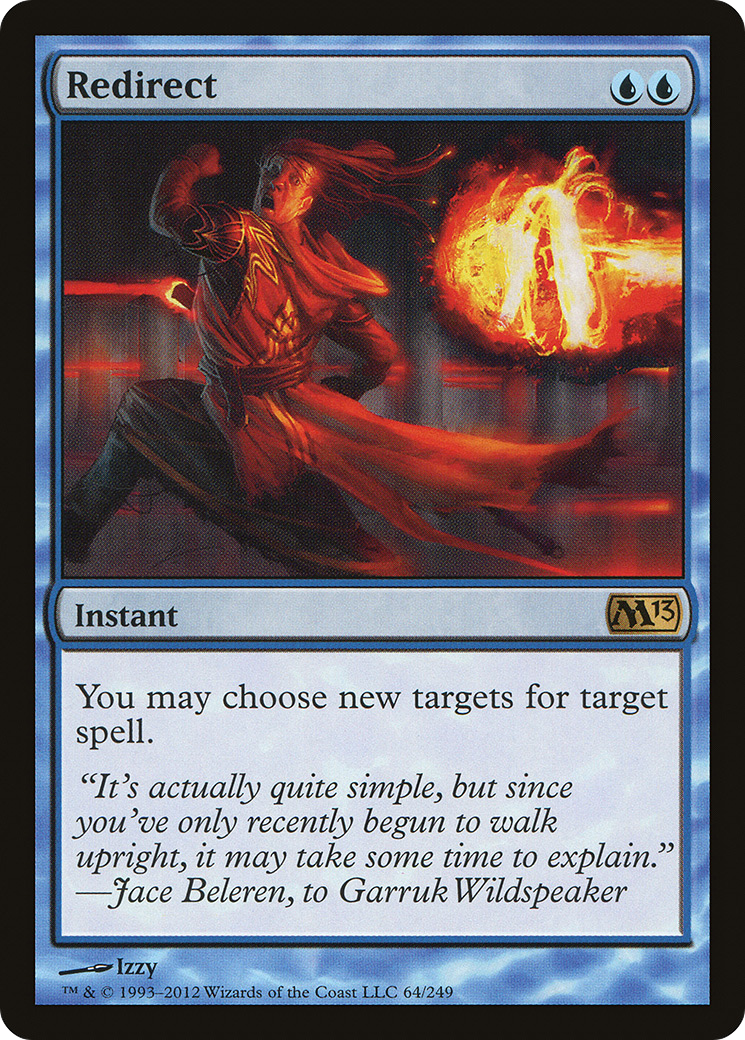 Redirect
Instant
M13
You may choose new targets for target
spell.
“It’s actually quite simple, but since
you’ve only recently begun to walk
upright, it may take some time to explain.”
—Jace Beleren, to Garruk Wildspeaker
Izzy
™ & © 1993–2012 Wizards of the Coast LLC 64/249